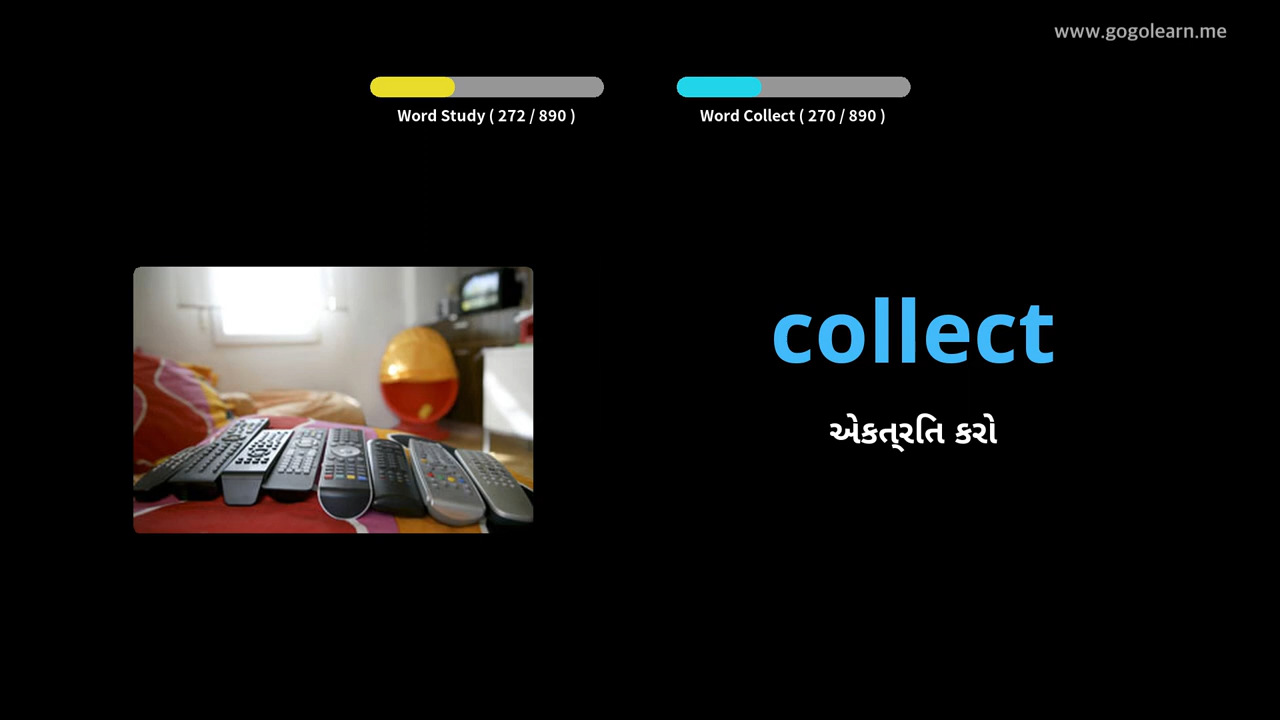 www.gogolearn.me
Word Study ( 272 / 890 )
Word Collect ( 270 / 890 )
collect
એકત્રિત કરો